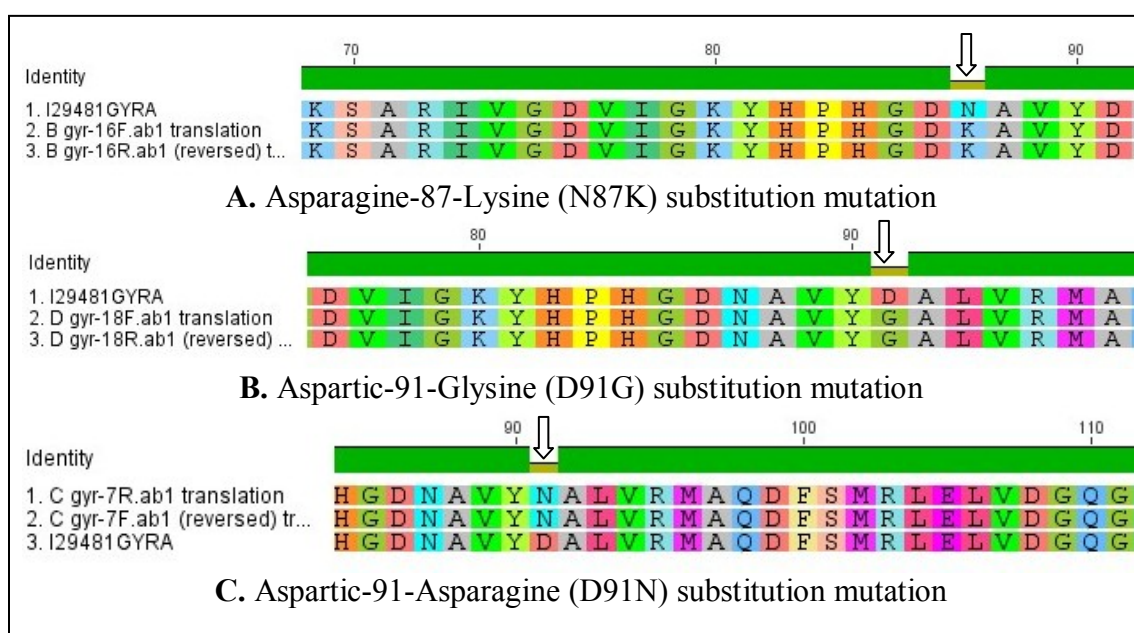 70 80 90
Identity
1. I29481GYRA K S A R I V G D V I G K Y H P H G D N A V Y D
2. B gyr-16F.ab1 translation K S A R I V G D V I G K Y H P H G D K A V Y D
3. B gyr-16R.ab1 (reversed) t... K S A R I V G D V I G K Y H P H G D K A V Y D
A. Asparagine-87-Lysine (N87K) substitution mutation
80 90
Identity
1. I29481GYRA D V I G K Y H P H G D N A V Y D A L V R M A
2. D gyr-18F.ab1 translation D V I G K Y H P H G D N A V Y G A L V R M A
3. D gyr-18R.ab1 (reversed) ... D V I G K Y H P H G D N A V Y G A L V R M A
B. Aspartic-91-Glysine (D91G) substitution mutation
90 100 110
Identity
1. C gyr-7R.ab1 translation H G D N A V Y N A L V R M A Q D F S M R L E L V D G Q G
2. C gyr-7F.ab1 (reversed) tr... H G D N A V Y N A L V R M A Q D F S M R L E L V D G Q G
3. I29481GYRA H G D N A V Y D A L V R M A Q D F S M R L E L V D G Q G
C. Aspartic-91-Asparagine (D91N) substitution mutation